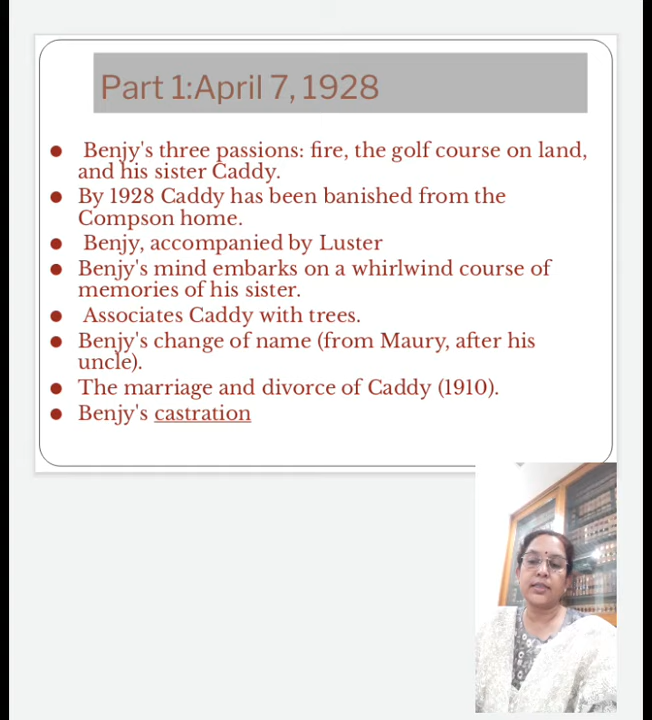 Part 1:April 7, 1928
● Benjy's three passions: fire, the golf course on land,
and his sister Caddy.
● By 1928 Caddy has been banished from the
Compson home.
● Benjy, accompanied by Luster
● Benjy's mind embarks on a whirlwind course of
memories of his sister.
● Associates Caddy with trees.
● Benjy's change of name (from Maury, after his
uncle).
● The marriage and divorce of Caddy (1910).
● Benjy's castration